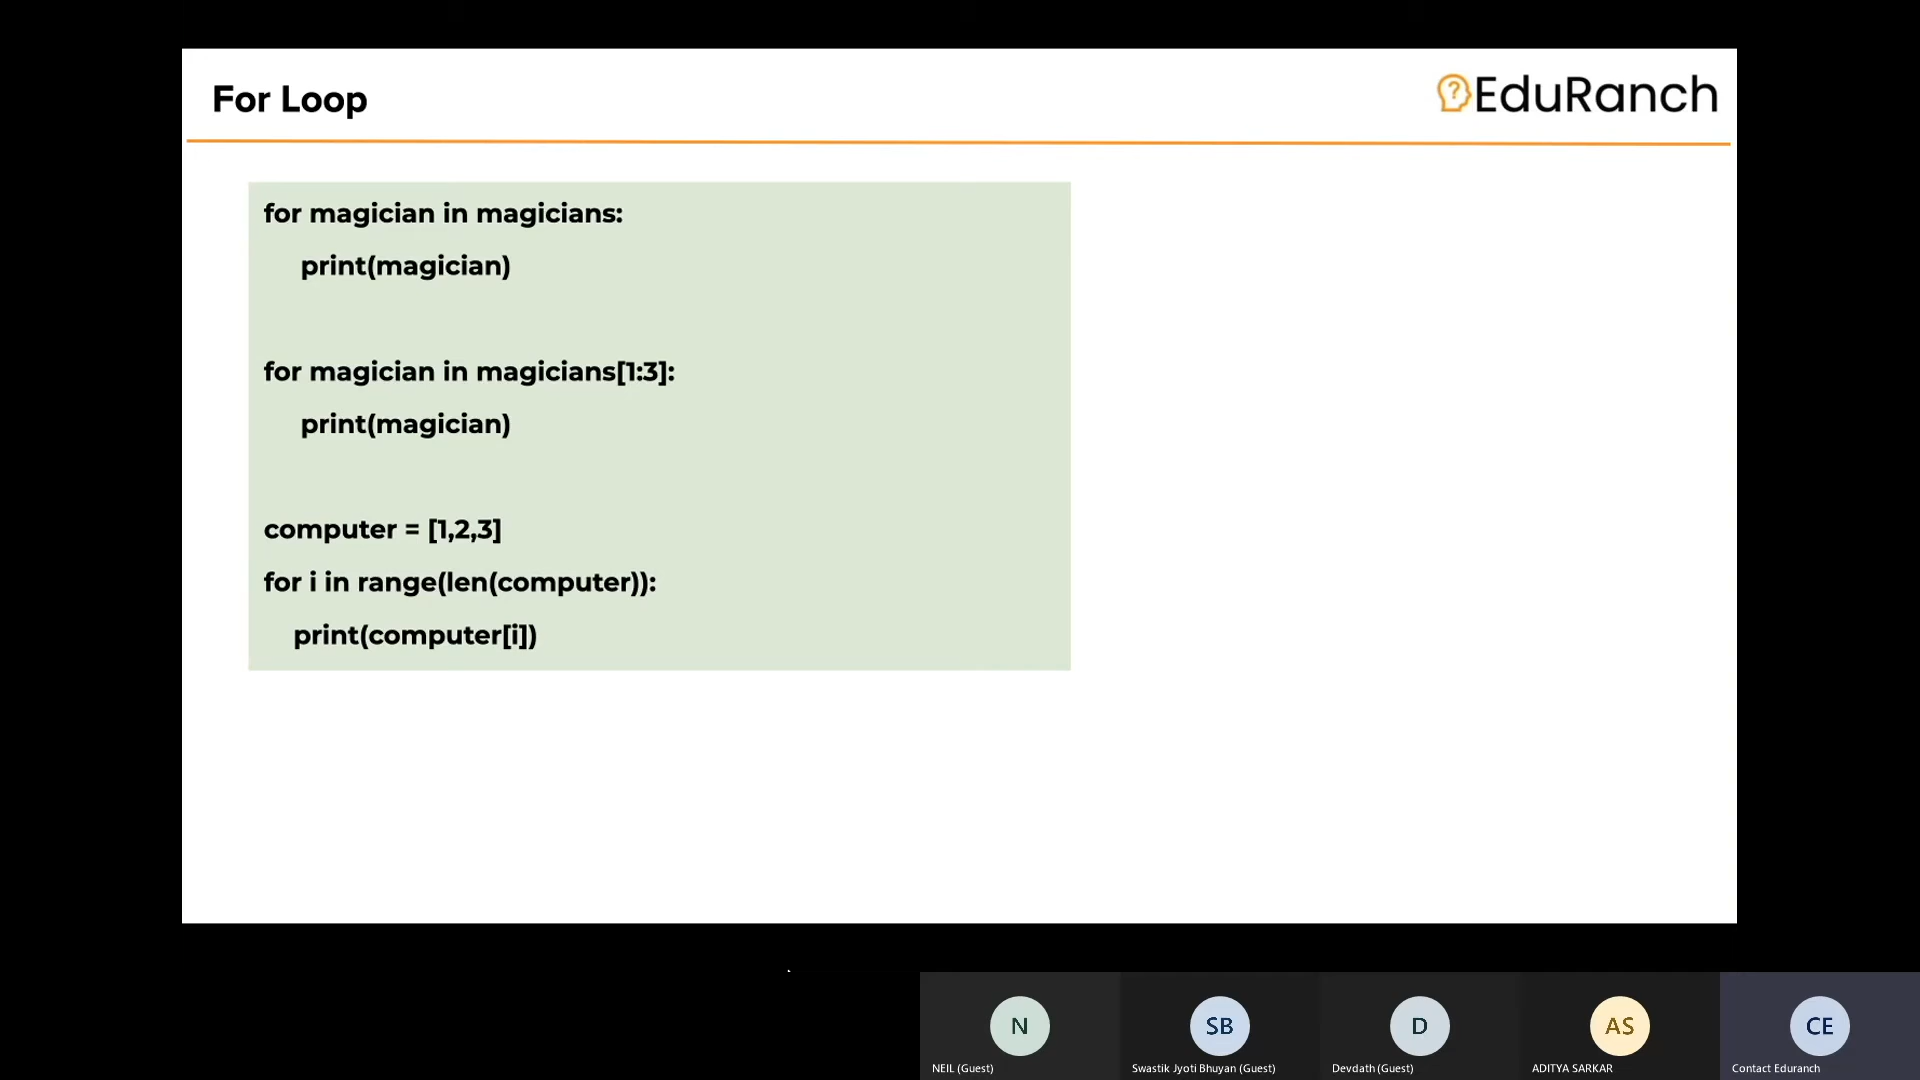 For Loop
EduRanch
for magician in magicians:
print(magician)
for magician in magicians[1:3]:
print(magician)
computer = [1,2,3]
for i in range(len(computer)):
print(computer[i])
N
SB
D
AS
CE
NEIL (Guest)
Swastik Jyoti Bhuyan (Guest)
Devdath (Guest)
ADITYA SARKAR
Contact Eduranch